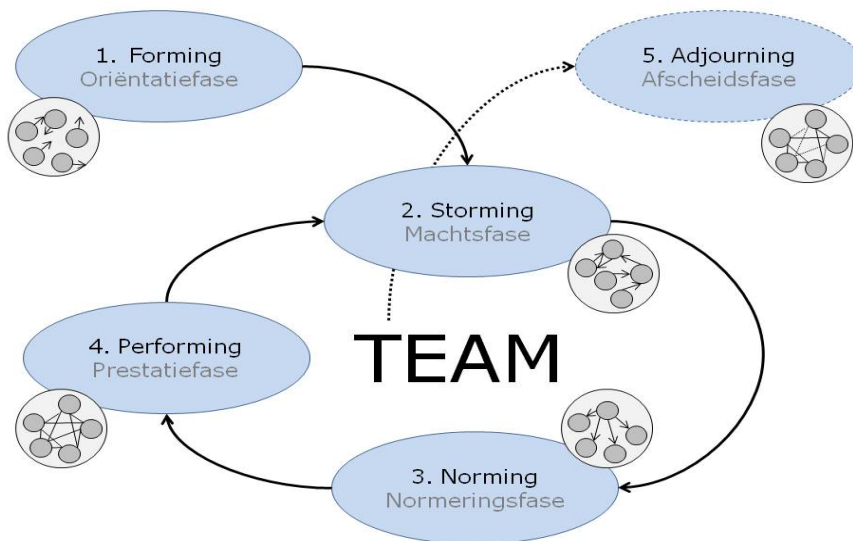 1. Forming
Oriëntatiefase
5. Adjourning
Afscheidsfase
2. Storming
Machtsfase
4. Performing
Prestatiefase
TEAM
3. Norming
Normeringsfase